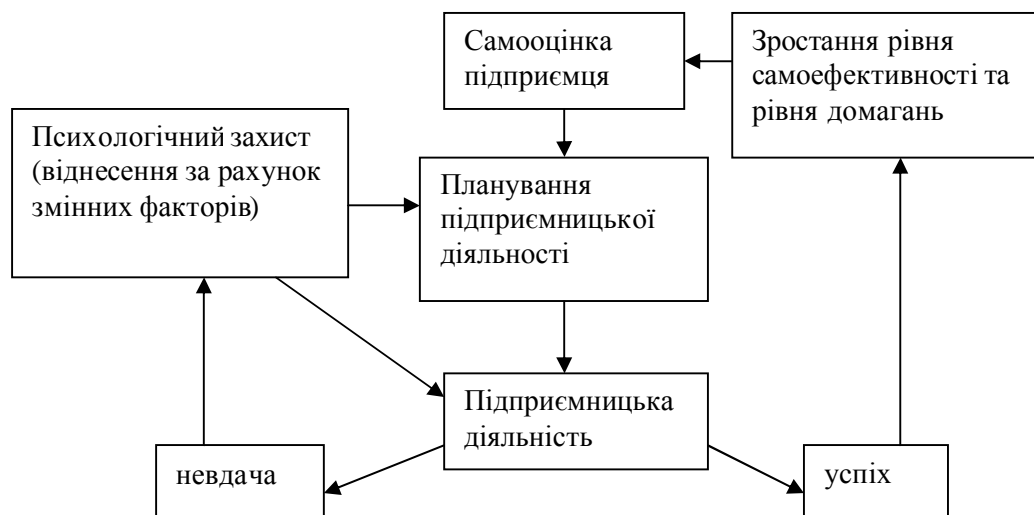 Самооцінка
підприємця
Зростання рівня
самоефективності та
рівня домагань
Психологічний захист
(віднесення за рахунок
змінних факторів)
Планування
підприємницької
діяльності
Підприємницька
діяльність
невдача
успіх